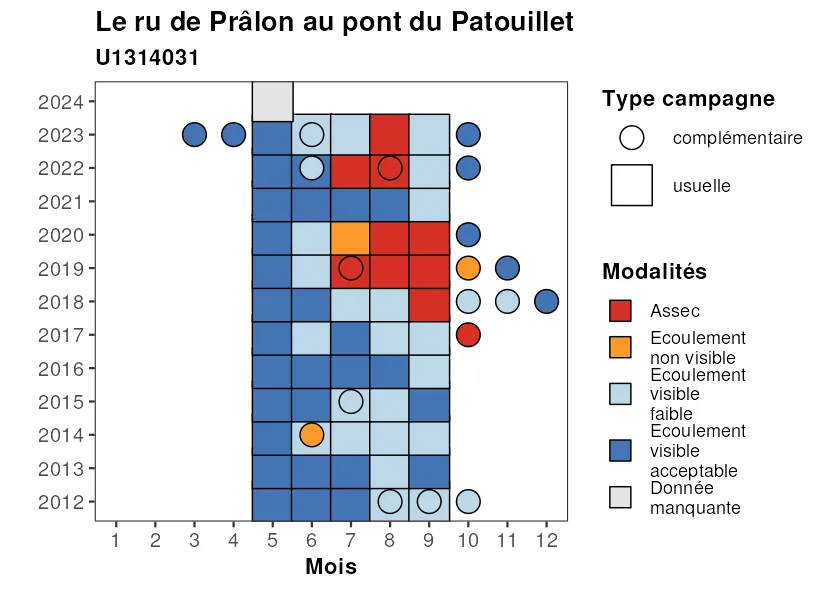 Le ru de Prâlon au pont du Patouillet
U1314031
2024
2023
2022
2021
2020
2019
2018
2017
2016
2015
2014
2013
2012
1 2 3 4 5 6 7 8 9 10 11 12
Mois
Type campagne
complémentaire
usuelle
Modalités
Assec
Ecoulement
non visible
Ecoulement
visible
faible
Ecoulement
visible
acceptable
Donnée
manquante